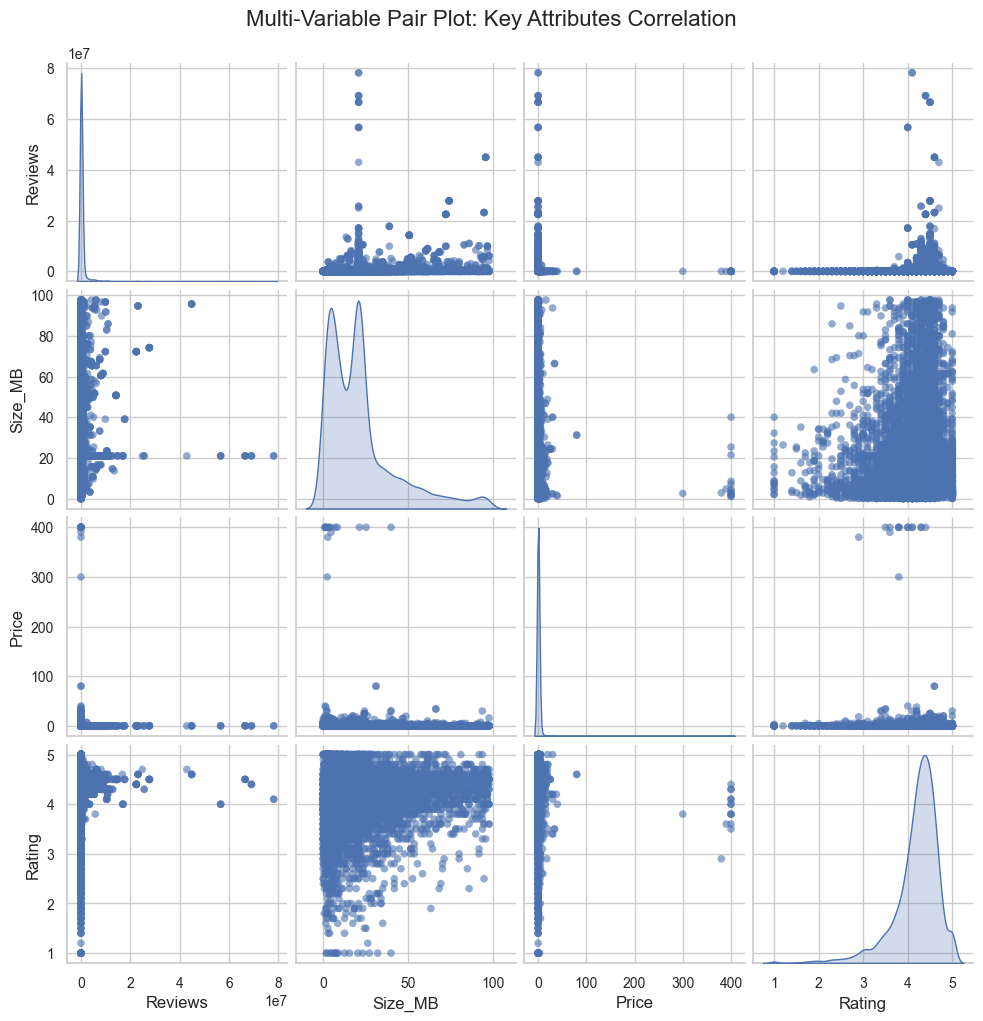 Multi-Variable Pair Plot: Key Attributes Correlation
1e7
8
6
4
2
0
Reviews
100
80
60
40
20
0
Size_MB
400
300
200
100
0
Price
5
4
3
2
1
Rating
0 2 4 6 8
1e7
Reviews
0 50 100
Size_MB
0 100 200 300 400
Price
1 2 3 4 5
Rating